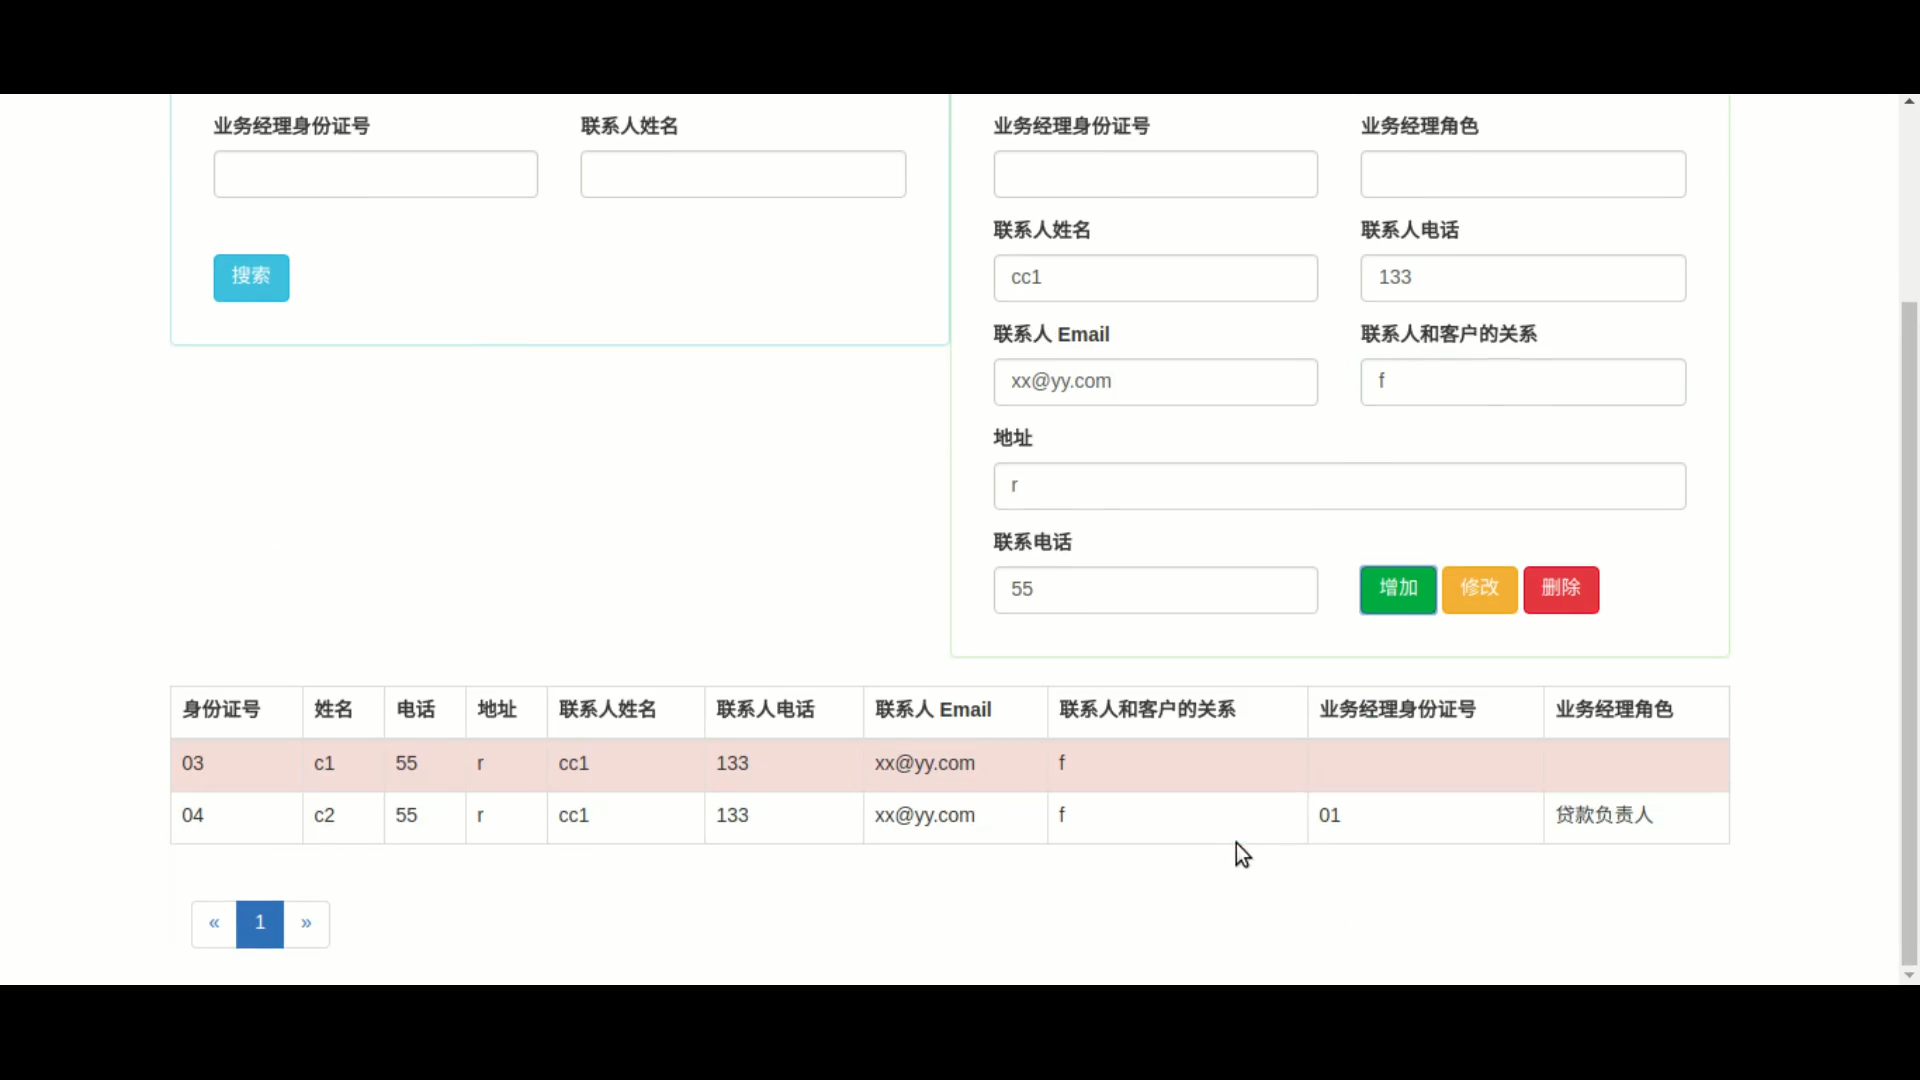 业务经理身份证号 联系人姓名
搜索
业务经理身份证号 业务经理角色
联系人姓名 联系人电话
cc1 133
联系人 Email 联系人和客户的关系
xx@yy.com f
地址
r
联系电话
55 增加 修改 删除
身份证号 姓名 电话 地址 联系人姓名 联系人电话 联系人 Email 联系人和客户的关系 业务经理身份证号 业务经理角色
03 c1 55 r cc1 133 xx@yy.com f
04 c2 55 r cc1 133 xx@yy.com f 01 贷款负责人
« 1 »